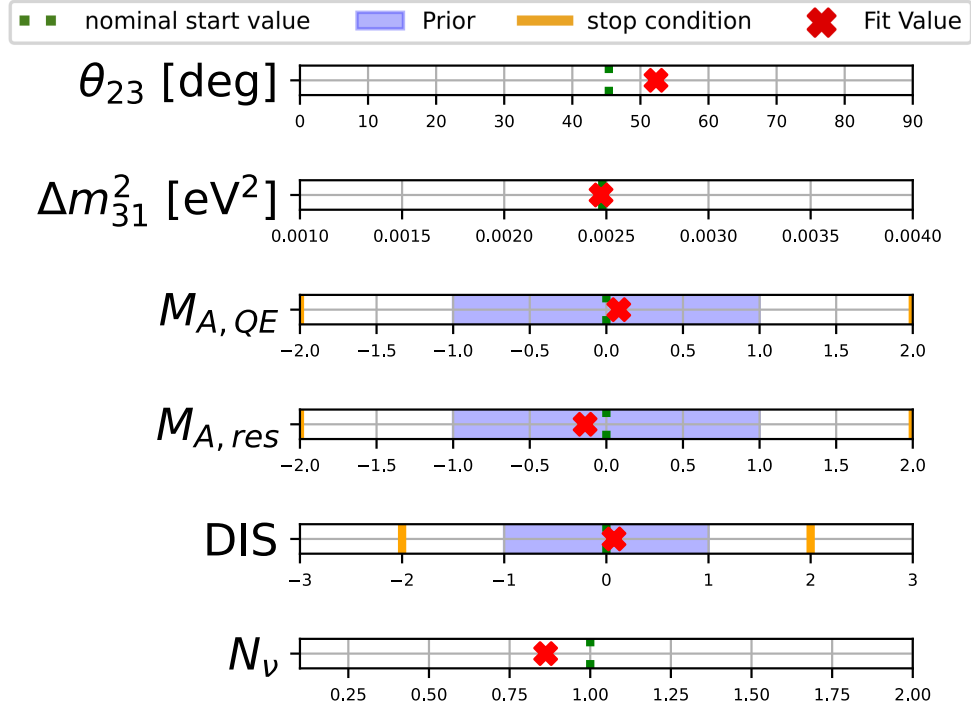 nominal start value Prior stop condition Fit Value
θ₂₃ [deg]
0 10 20 30 40 50 60 70 80 90
Δm²₃₁ [eV²]
0.0010 0.0015 0.0020 0.0025 0.0030 0.0035 0.0040
M_A, QE
−2.0 −1.5 −1.0 −0.5 0.0 0.5 1.0 1.5 2.0
M_A, res
−2.0 −1.5 −1.0 −0.5 0.0 0.5 1.0 1.5 2.0
DIS
−3 −2 −1 0 1 2 3
N_ν
0.25 0.50 0.75 1.00 1.25 1.50 1.75 2.00